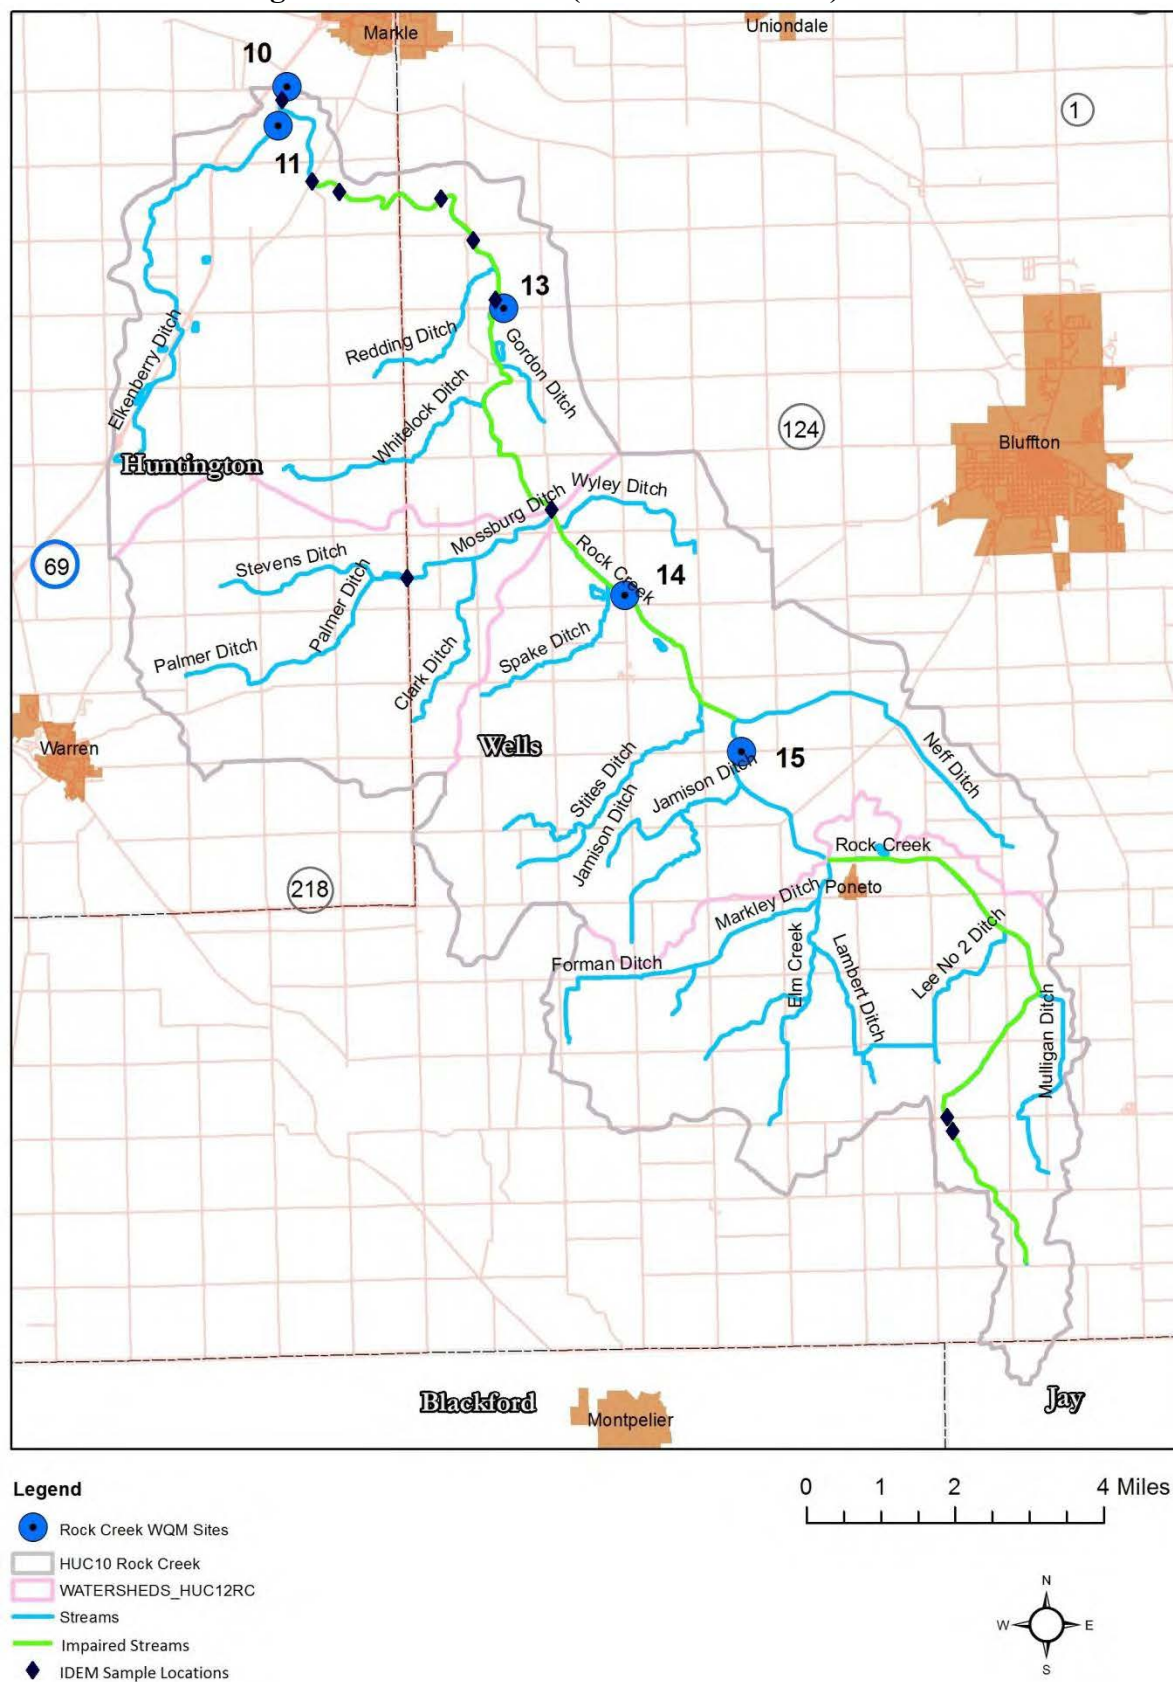 Markle
Uniondale
10
1
11
13
Redding Ditch
Gordon Ditch
Elkenberry Ditch
Whitelock Ditch
124
Bluffton
Huntington
Wyley Ditch
Mossburg Ditch
Stevens Ditch
69
Rock Creek
14
Palmer Ditch
Palmer Ditch
Spake Ditch
Clark Ditch
Warren
Wells
Neff Ditch
15
Stites Ditch
Jamison Ditch
Jamison Ditch
Rock Creek
218
Poneto
Markley Ditch
Forman Ditch
Elm Creek
Lambert Ditch
Lee No 2 Ditch
Mulligan Ditch
Blackford
Jay
Montpelier
Legend
Rock Creek WQM Sites
HUC10 Rock Creek
WATERSHEDS_HUC12RC
Streams
Impaired Streams
IDEM Sample Locations
0 1 2 4 Miles
N
W E
S